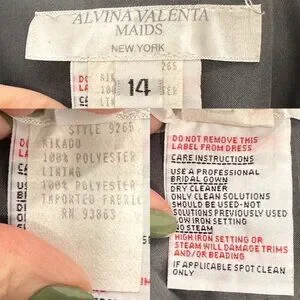 ALVINA VALENTA
MAIDS
NEW YORK
265
14
STYLE 9265
MIKADO
100% POLYESTER
LINING
100% POLYESTER
IMPORTED FABRIC
RN 93863
DO NOT REMOVE THIS
LABEL FROM DRESS
CARE INSTRUCTIONS
USE A PROFESSIONAL
BRIDAL GOWN
DRY CLEANER
ONLY CLEAN SOLUTIONS
SHOULD BE USED-NOT
SOLUTIONS PREVIOUSLY USED
LOW IRON SETTING
NO STEAM
HIGH IRON SETTING OR
STEAM WILL DAMAGE TRIMS
AND/OR BEADING
IF APPLICABLE SPOT CLEAN
ONLY